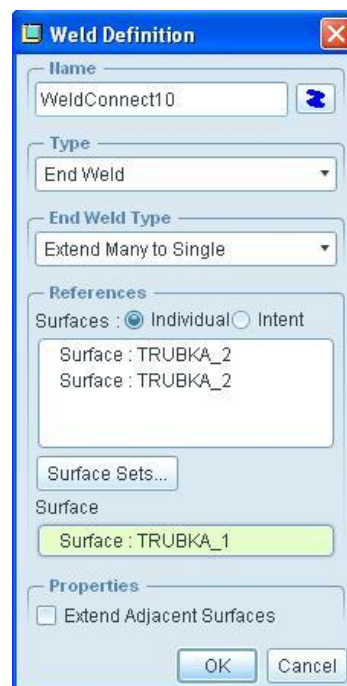 Weld Definition
Name
WeldConnect10
Type
End Weld
End Weld Type
Extend Many to Single
References
Surfaces : Individual Intent
Surface : TRUBKA_2
Surface : TRUBKA_2
Surface Sets...
Surface
Surface : TRUBKA_1
Properties
Extend Adjacent Surfaces
OK Cancel